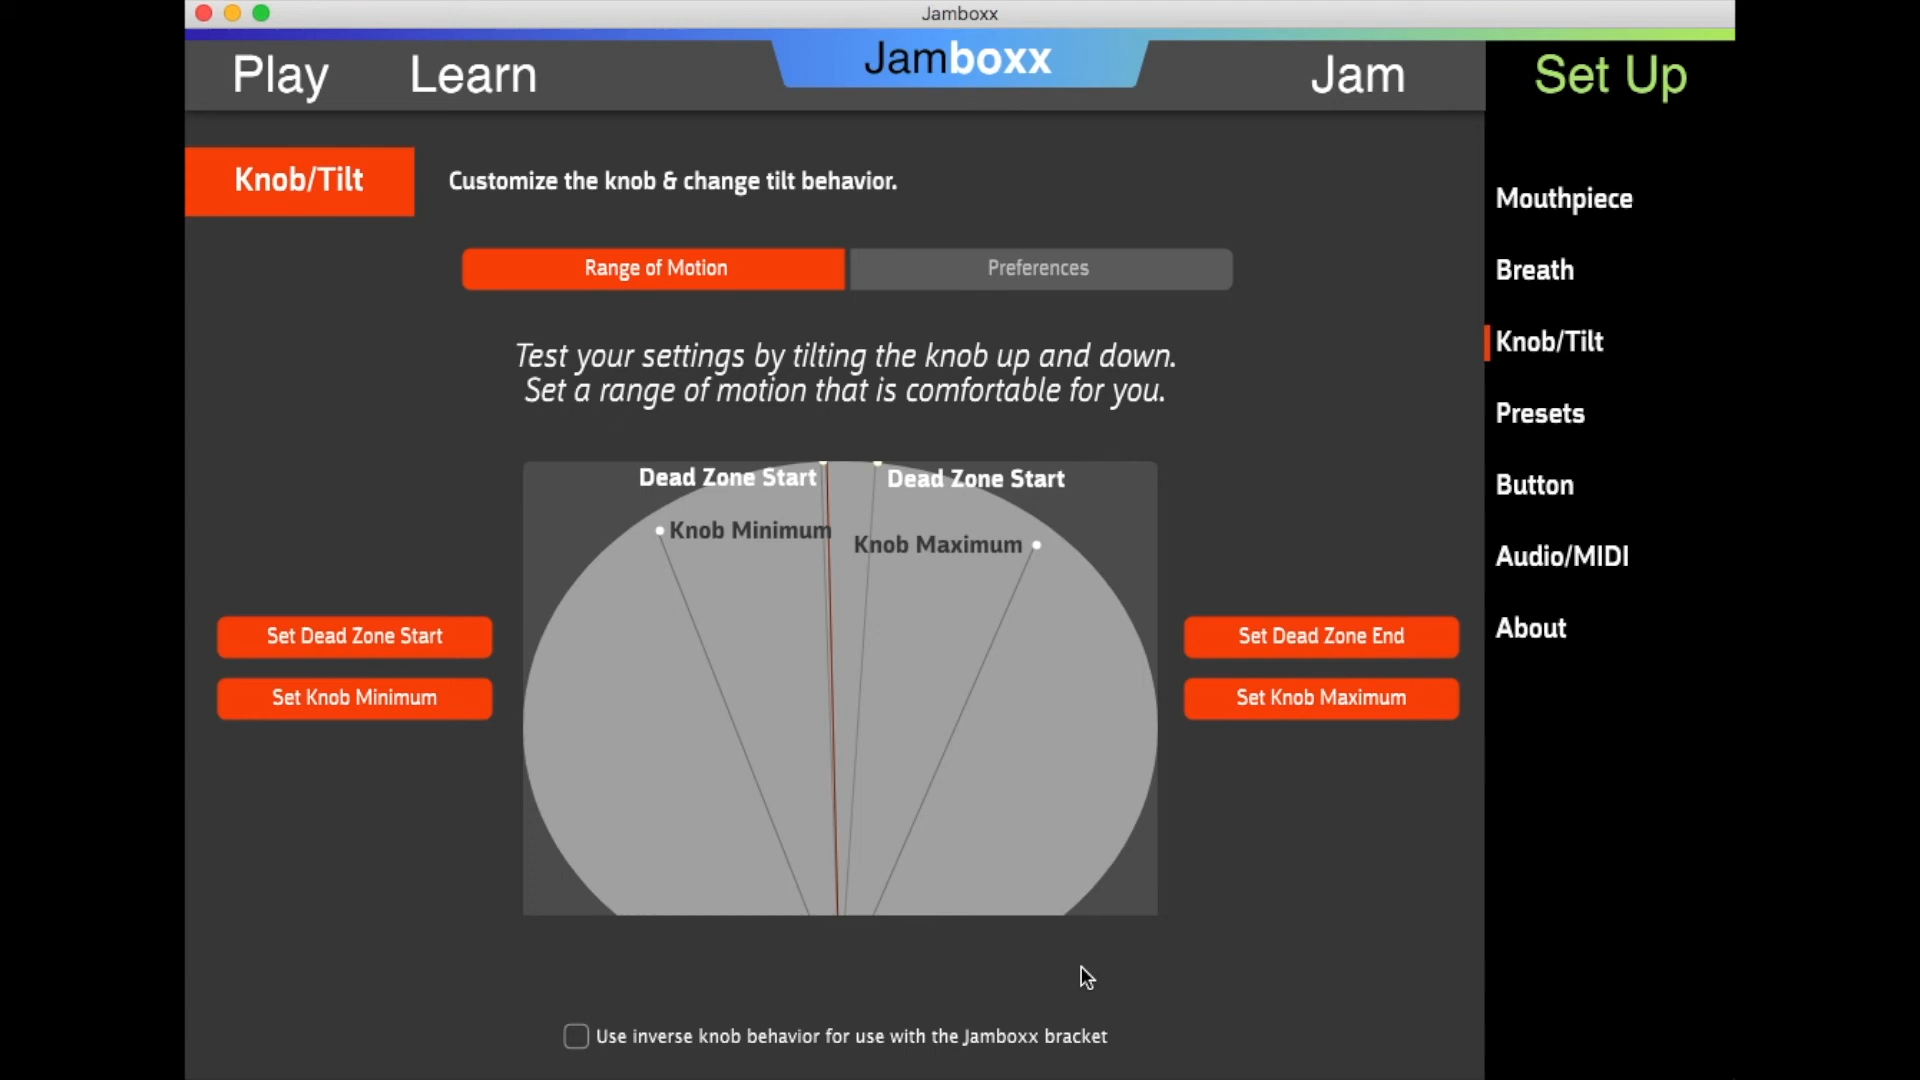 Jamboxx
Play
Learn
Jamboxx
Jam
Set Up
Knob/Tilt
Customize the knob & change tilt behavior.
Range of Motion
Preferences
Test your settings by tilting the knob up and down.
Set a range of motion that is comfortable for you.
Dead Zone Start
Dead Zone Start
Knob Minimum
Knob Maximum
Set Dead Zone Start
Set Knob Minimum
Set Dead Zone End
Set Knob Maximum
Use inverse knob behavior for use with the Jamboxx bracket
Mouthpiece
Breath
Knob/Tilt
Presets
Button
Audio/MIDI
About